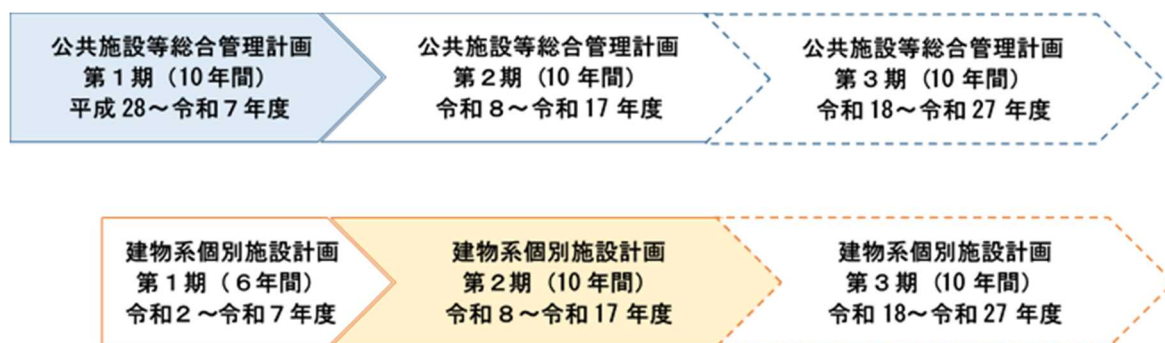 公共施設等総合管理計画
第１期（10年間）
平成 28～令和７年度
公共施設等総合管理計画
第２期（10 年間）
令和８～令和 17 年度
公共施設等総合管理計画
第３期（10 年間）
令和 18～令和 27 年度
建物系個別施設計画
第１期（６年間）
令和２～令和７年度
建物系個別施設計画
第２期（10 年間）
令和８～令和 17 年度
建物系個別施設計画
第３期（10 年間）
令和 18～令和 27 年度